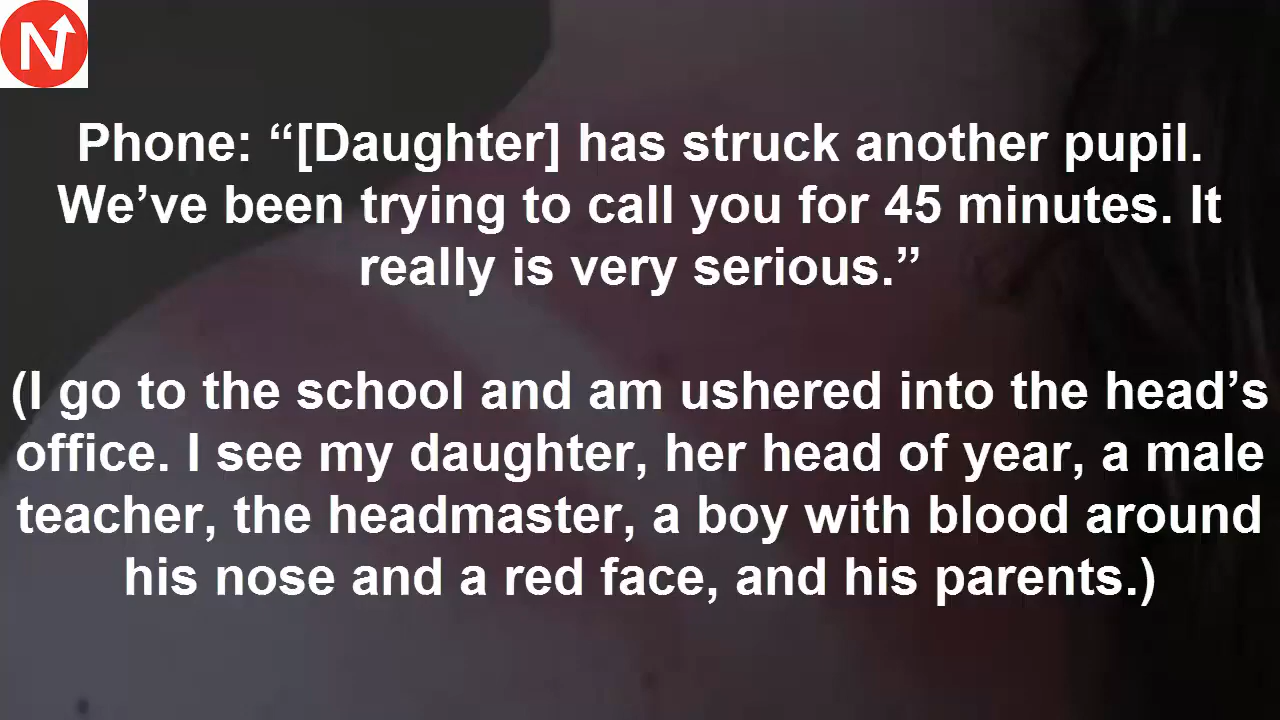 N
Phone: “[Daughter] has struck another pupil.
We’ve been trying to call you for 45 minutes. It
really is very serious.”
(I go to the school and am ushered into the head’s
office. I see my daughter, her head of year, a male
teacher, the headmaster, a boy with blood around
his nose and a red face, and his parents.)